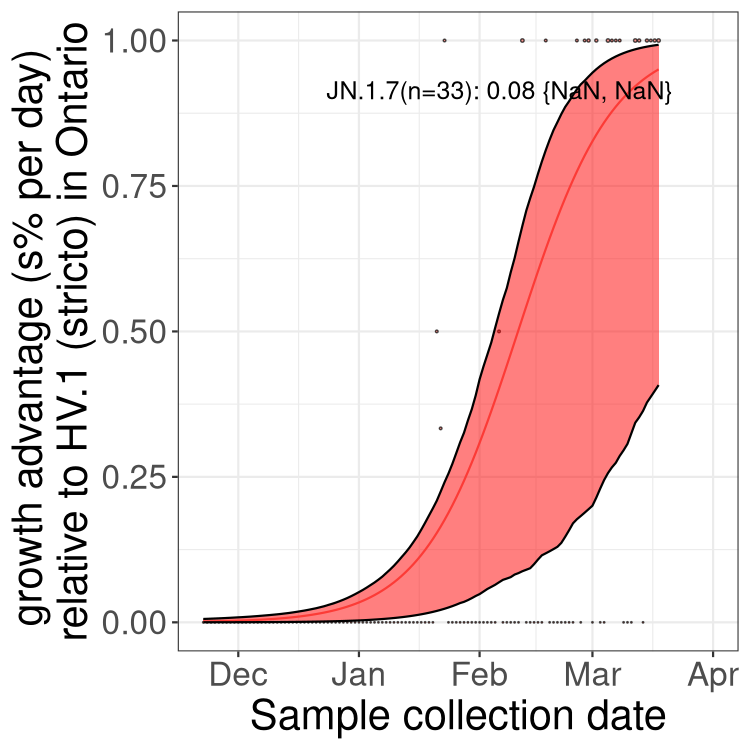 growth advantage (s% per day)
relative to HV.1 (stricto) in Ontario
1.00
JN.1.7(n=33): 0.08 {NaN, NaN}
0.75
0.50
0.25
0.00
Dec Jan Feb Mar Apr
Sample collection date